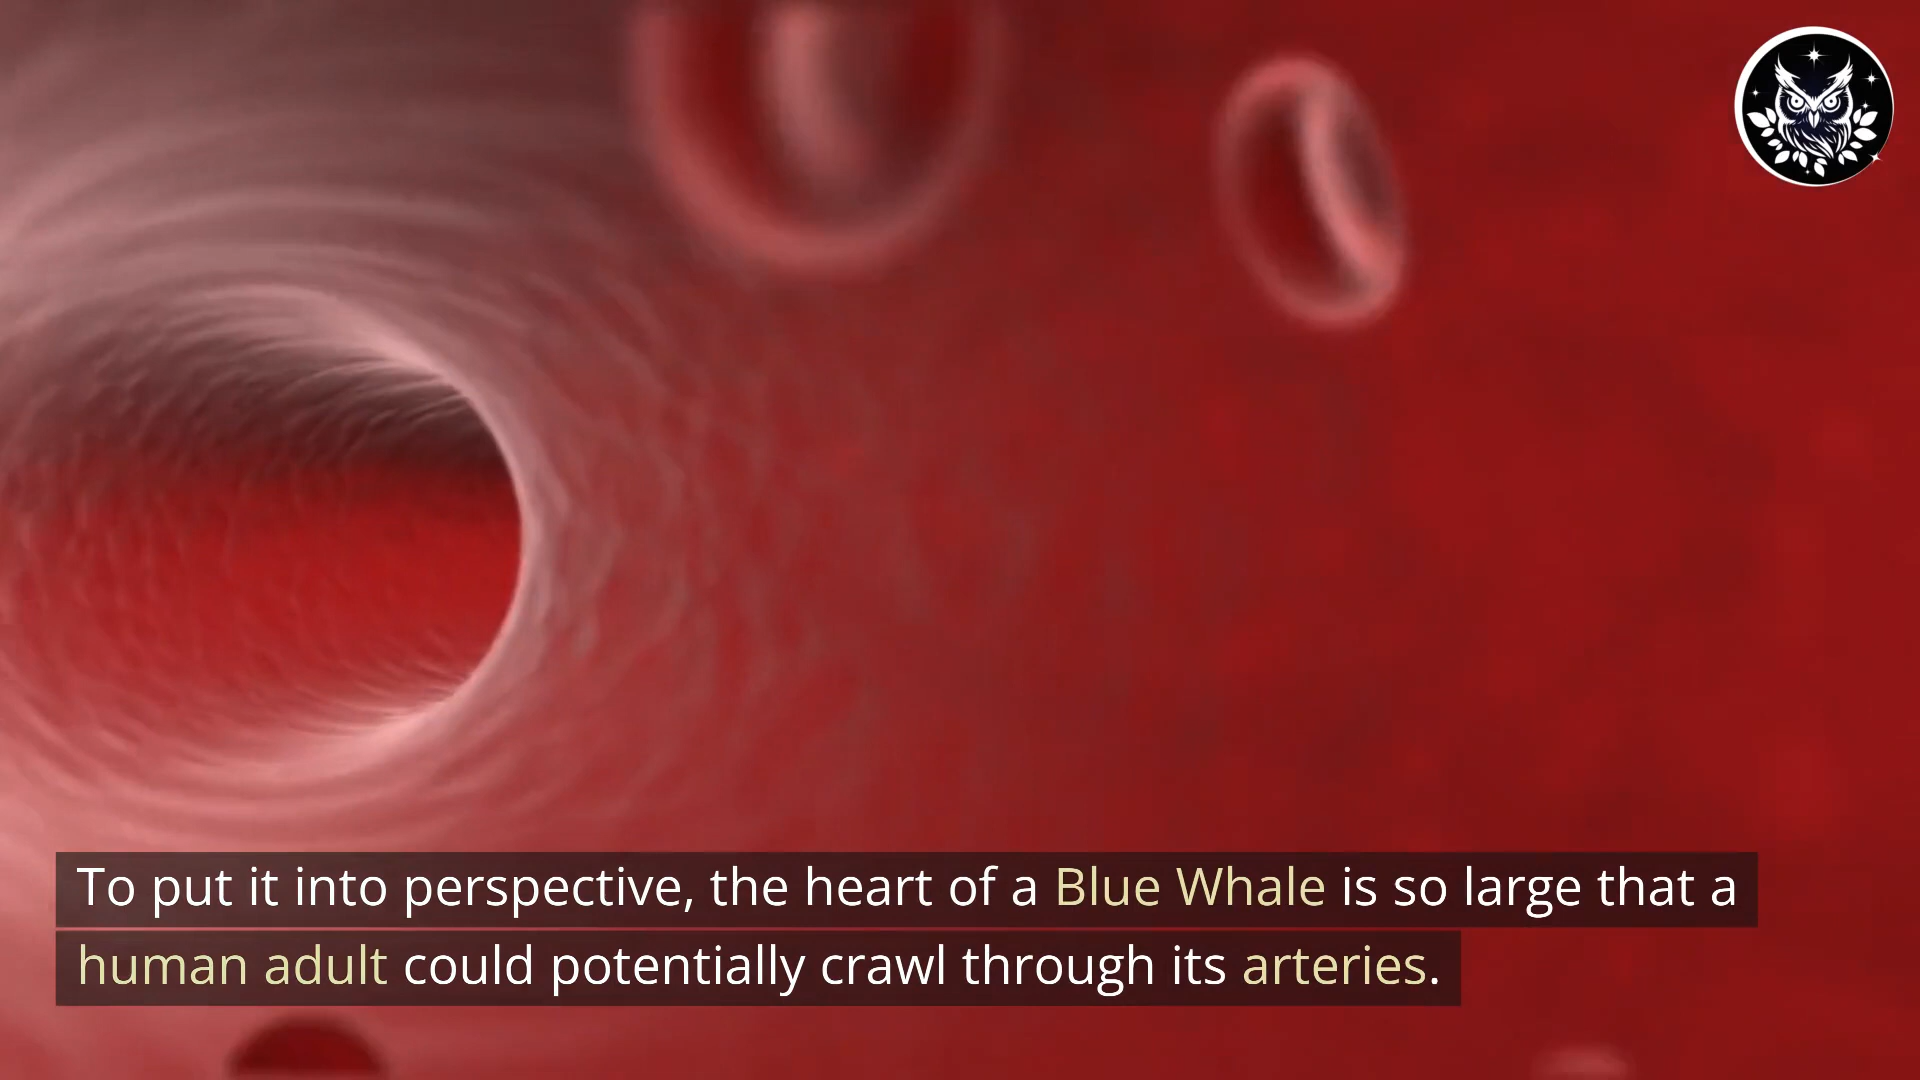 To put it into perspective, the heart of a Blue Whale is so large that a
human adult could potentially crawl through its arteries.